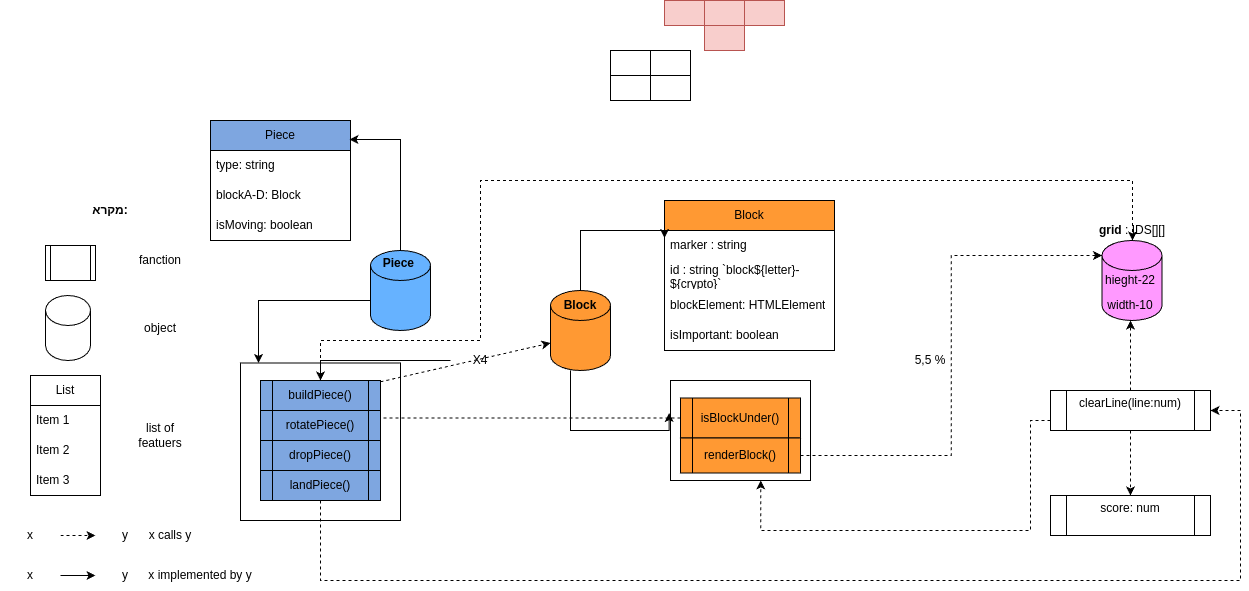 Piece
type: string
blockA-D: Block
isMoving: boolean
מקרא:
fanction
object
List
Item 1
Item 2
Item 3
list of
featuers
x
y
x calls y
x
y
x implemented by y
Piece
buildPiece()
rotatePiece()
dropPiece()
landPiece()
X4
Block
Block
marker : string
id : string `block${letter}-
${crypto}`
blockElement: HTMLElement
isImportant: boolean
isBlockUnder()
renderBlock()
5,5 %
grid : IDS[][]
hieght-22
width-10
clearLine(line:num)
score: num